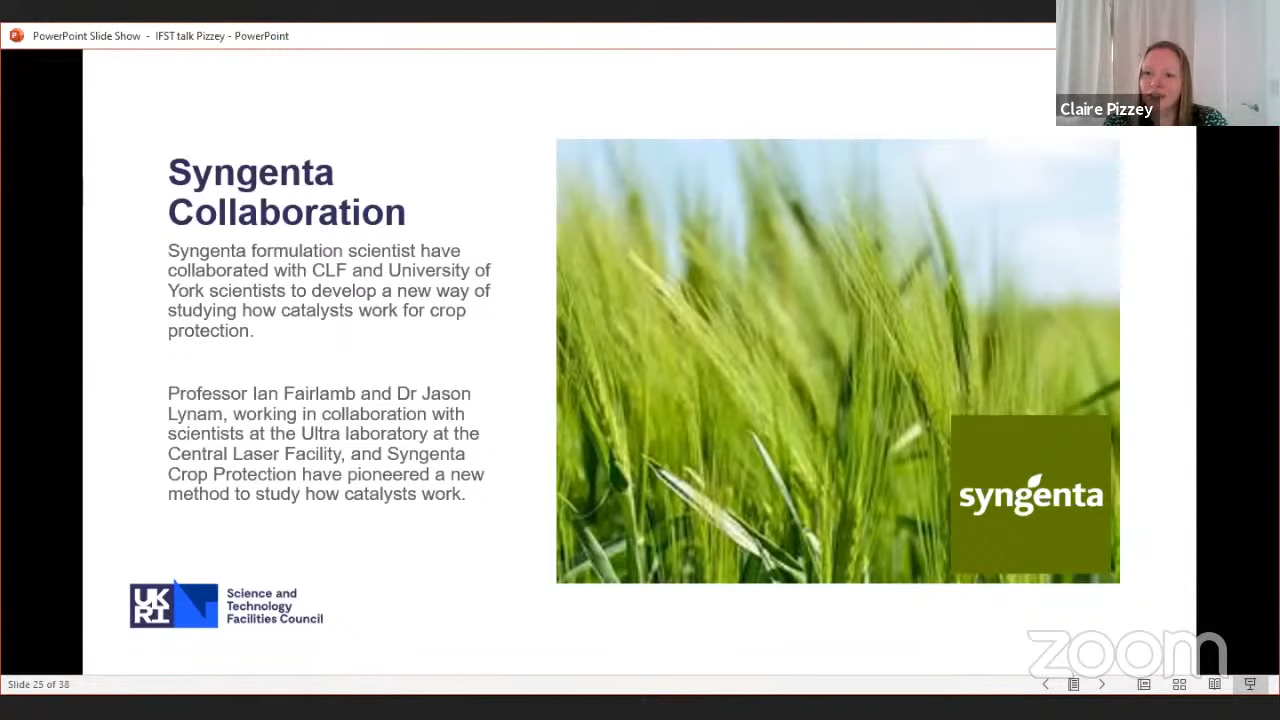 PowerPoint Slide Show - IFST talk Pizzey - PowerPoint
Claire Pizzey
Syngenta
Collaboration
Syngenta formulation scientist have
collaborated with CLF and University of
York scientists to develop a new way of
studying how catalysts work for crop
protection.
Professor Ian Fairlamb and Dr Jason
Lynam, working in collaboration with
scientists at the Ultra laboratory at the
Central Laser Facility, and Syngenta
Crop Protection have pioneered a new
method to study how catalysts work.
syngenta
UK
RI
Science and
Technology
Facilities Council
zoom
Slide 25 of 38